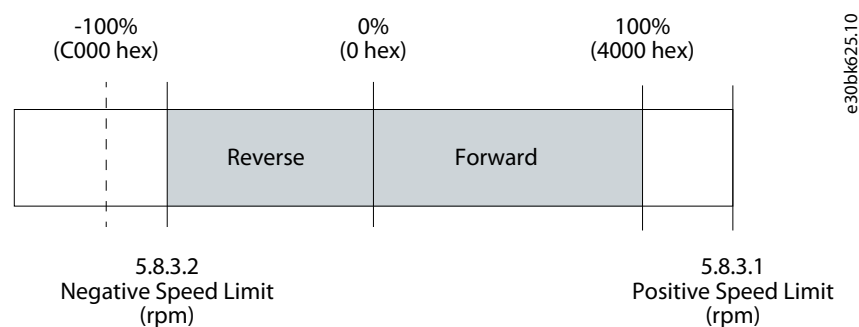 -100%
(C000 hex)
0%
(0 hex)
100%
(4000 hex)
e30bk625.10
Reverse
Forward
5.8.3.2
Negative Speed Limit
(rpm)
5.8.3.1
Positive Speed Limit
(rpm)